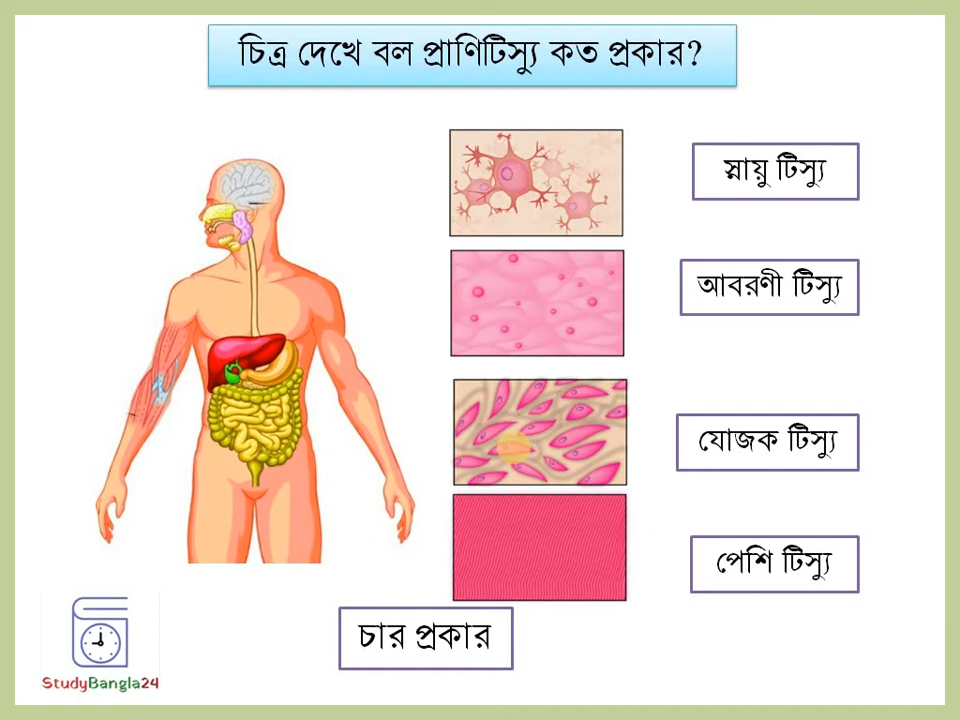 চিত্র দেখে বল প্রাণিটিস্যু কত প্রকার?
স্নায়ু টিস্যু
আবরণী টিস্যু
যোজক টিস্যু
পেশি টিস্যু
চার প্রকার
StudyBangla24